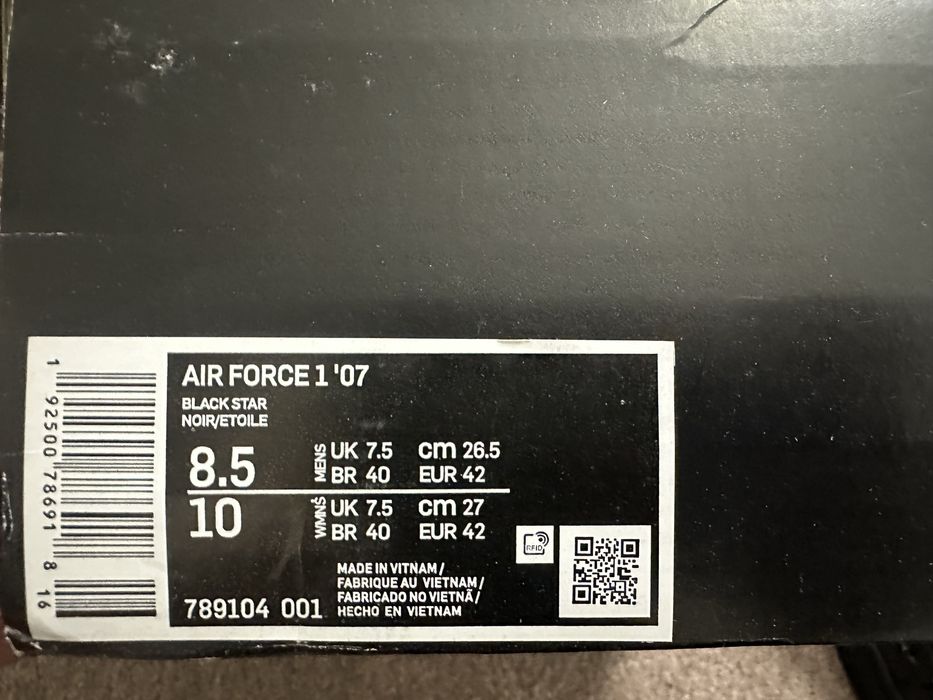 AIR FORCE 1 '07
BLACK STAR
NOIR/ETOILE
8.5 MENS UK 7.5 cm 26.5
BR 40 EUR 42
10 WMNS UK 7.5 cm 27
BR 40 EUR 42
RFID
MADE IN VITNAM /
FABRIQUE AU VIETNAM /
FABRICADO NO VIETNÃ /
HECHO EN VIETNAM
789104 001
1 92500 78691 8 16